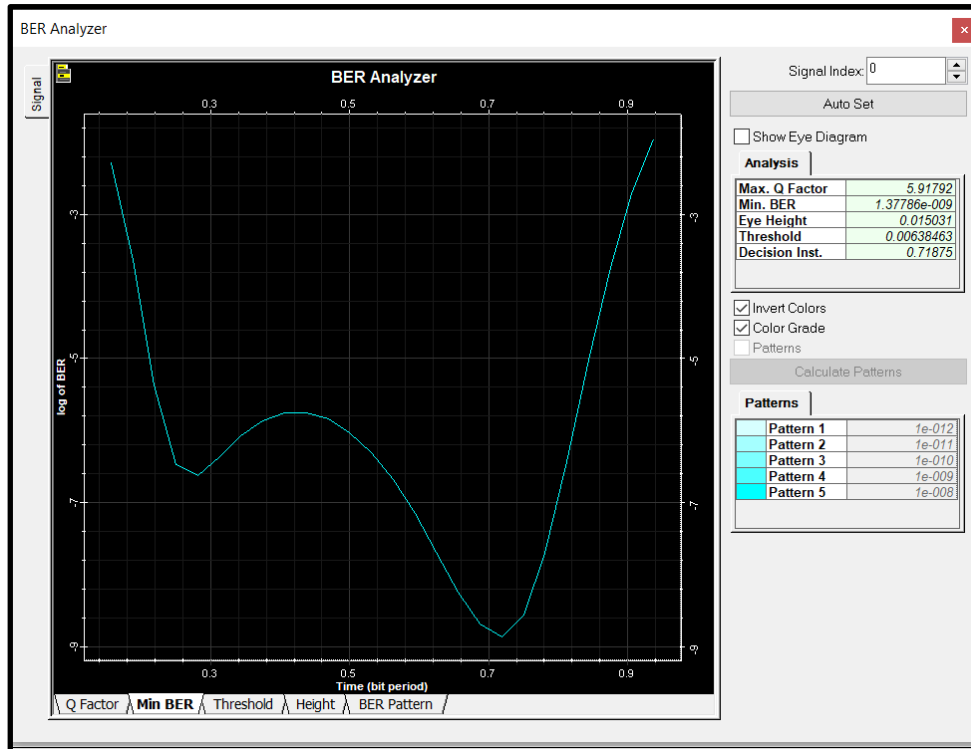 BER Analyzer
×
Signal
BER Analyzer
0.3 0.5 0.7 0.9
-3 -3
-5 -5
-7 -7
-9 -9
log of BER
0.3 0.5 0.7 0.9
Time (bit period)
Q Factor Min BER Threshold Height BER Pattern
Signal Index: 0
Auto Set
Show Eye Diagram
Analysis
Max. Q Factor 5.91792
Min. BER 1.37786e-009
Eye Height 0.015031
Threshold 0.00638463
Decision Inst. 0.71875
Invert Colors
Color Grade
Patterns
Calculate Patterns
Patterns
Pattern 1 1e-012
Pattern 2 1e-011
Pattern 3 1e-010
Pattern 4 1e-009
Pattern 5 1e-008